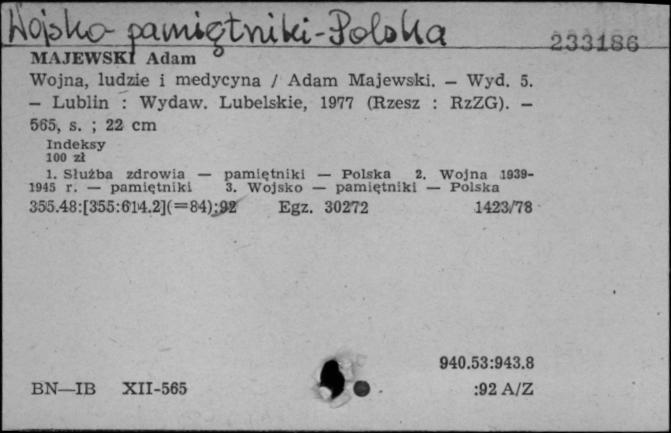 Wojsko-pamiętniki-Polska
233186
MAJEWSKI Adam
Wojna, ludzie i medycyna / Adam Majewski. — Wyd. 5.
— Lublin : Wydaw. Lubelskie, 1977 (Rzesz : RzZG). —
565, s. ; 22 cm
Indeksy
100 zł
1. Służba zdrowia — pamiętniki — Polska 2. Wojna 1939-
1945 r. — pamiętniki 3. Wojsko — pamiętniki — Polska
355.48:[355:614.2](=84):92 Egz. 30272 1423/78
940.53:943.8
BN—IB XII-565 :92 A/Z